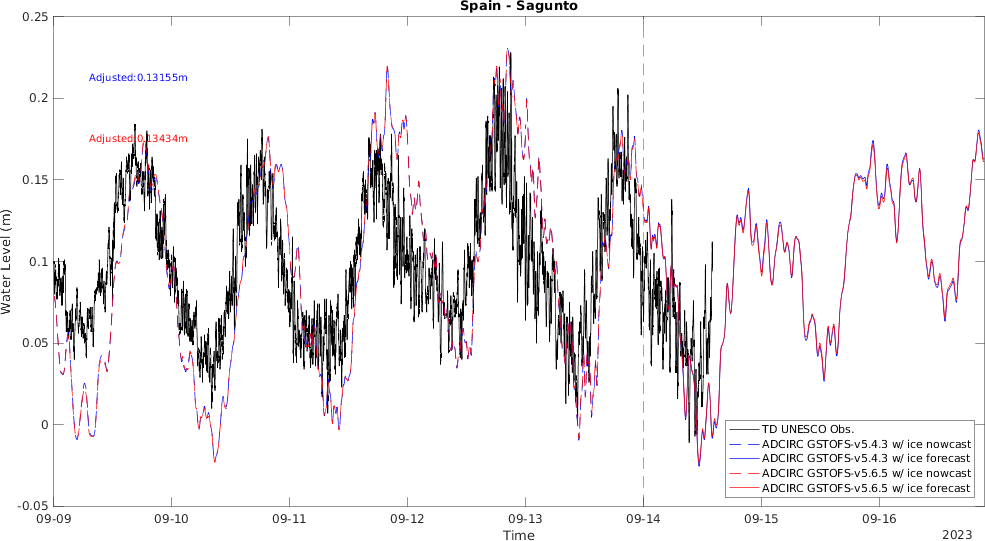 Spain - Sagunto
0.25
0.2
0.15
0.1
0.05
0
-0.05
Water Level (m)
Adjusted:0.13155m
Adjusted:0.13434m
TD UNESCO Obs.
ADCIRC GSTOFS-v5.4.3 w/ ice nowcast
ADCIRC GSTOFS-v5.4.3 w/ ice forecast
ADCIRC GSTOFS-v5.6.5 w/ ice nowcast
ADCIRC GSTOFS-v5.6.5 w/ ice forecast
09-09 09-10 09-11 09-12 09-13 09-14 09-15 09-16
Time
2023